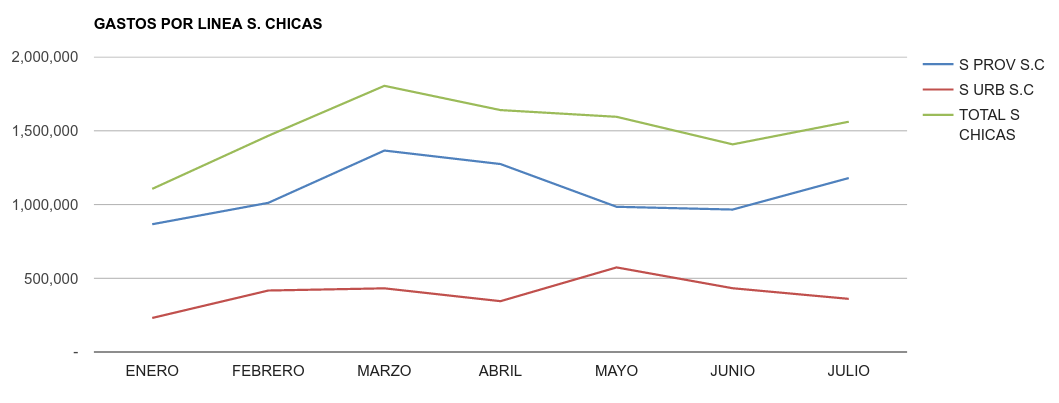 GASTOS POR LINEA S. CHICAS
2,000,000
1,500,000
1,000,000
500,000
-
ENERO FEBRERO MARZO ABRIL MAYO JUNIO JULIO
S PROV S.C
S URB S.C
TOTAL S
CHICAS